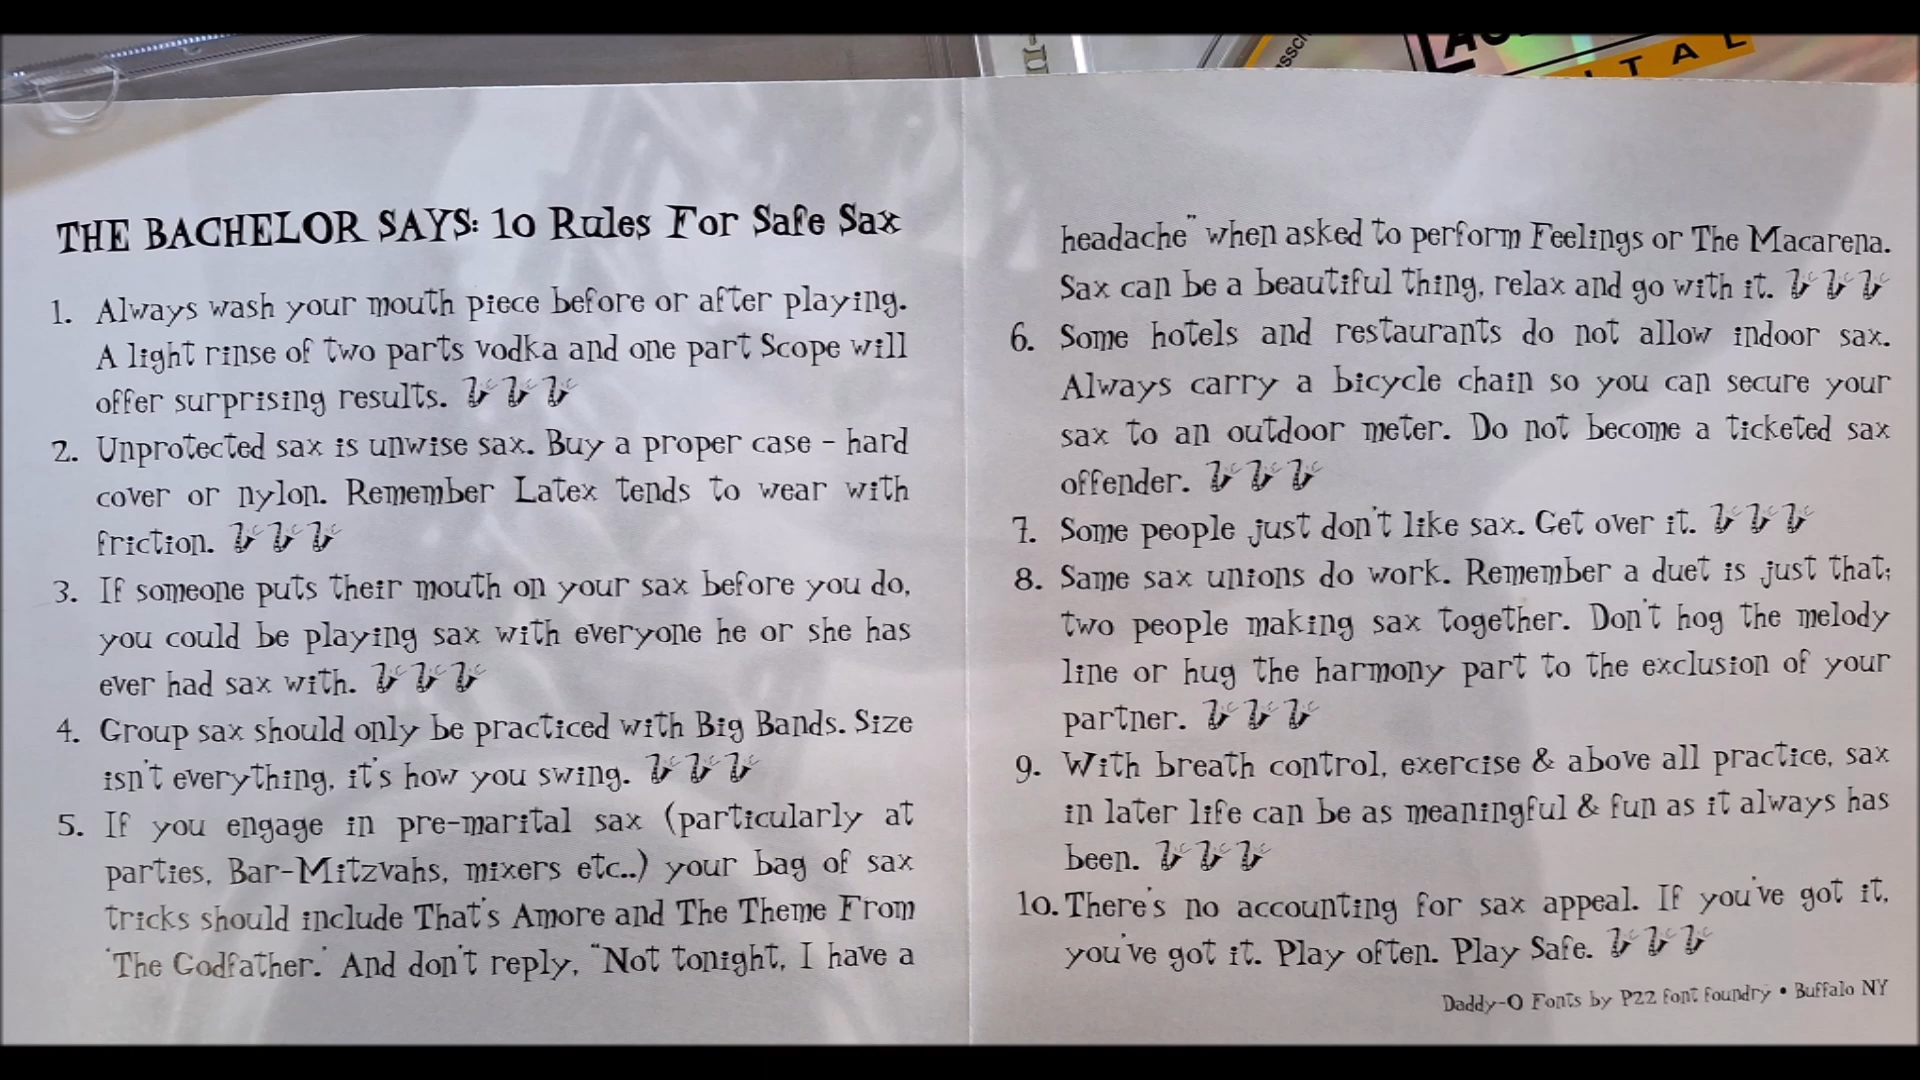 ITAL
THE BACHELOR SAYS: 10 Rules For Safe Sax
1. Always wash your mouth piece before or after playing.
A light rinse of two parts vodka and one part Scope will
offer surprising results.
2. Unprotected sax is unwise sax. Buy a proper case – hard
cover or nylon. Remember Latex tends to wear with
friction.
3. If someone puts their mouth on your sax before you do,
you could be playing sax with everyone he or she has
ever had sax with.
4. Group sax should only be practiced with Big Bands. Size
isn't everything, it's how you swing.
5. If you engage in pre-marital sax (particularly at
parties, Bar-Mitzvahs, mixers etc..) your bag of sax
tricks should include That's Amore and The Theme From
'The Godfather.' And don't reply, "Not tonight, I have a
headache" when asked to perform Feelings or The Macarena.
Sax can be a beautiful thing, relax and go with it.
6. Some hotels and restaurants do not allow indoor sax.
Always carry a bicycle chain so you can secure your
sax to an outdoor meter. Do not become a ticketed sax
offender.
7. Some people just don't like sax. Get over it.
8. Same sax unions do work. Remember a duet is just that;
two people making sax together. Don't hog the melody
line or hug the harmony part to the exclusion of your
partner.
9. With breath control, exercise & above all practice, sax
in later life can be as meaningful & fun as it always has
been.
10. There's no accounting for sax appeal. If you've got it,
you've got it. Play often. Play Safe.
Daddy-O Fonts by P22 font foundry • Buffalo NY